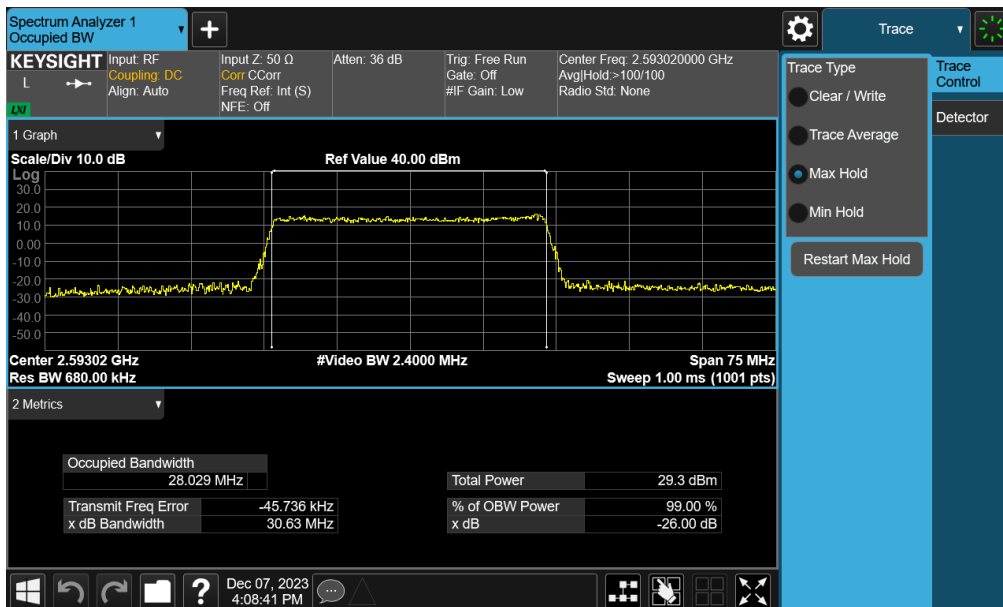 Spectrum Analyzer 1
Occupied BW
+
Trace
KEYSIGHT
L
LXI
Input: RF
Coupling: DC
Align: Auto
Input Z: 50 Ω
Corr CCorr
Freq Ref: Int (S)
NFE: Off
Atten: 36 dB
Trig: Free Run
Gate: Off
#IF Gain: Low
Center Freq: 2.593020000 GHz
Avg|Hold:>100/100
Radio Std: None
Trace Type
Clear / Write
Trace Average
Max Hold
Min Hold
Restart Max Hold
Trace
Control
Detector
1 Graph
Scale/Div 10.0 dB
Ref Value 40.00 dBm
Log
30.0
20.0
10.0
0.00
-10.0
-20.0
-30.0
-40.0
-50.0
Center 2.59302 GHz
#Video BW 2.4000 MHz
Span 75 MHz
Res BW 680.00 kHz
Sweep 1.00 ms (1001 pts)
2 Metrics
Occupied Bandwidth
28.029 MHz
Total Power 29.3 dBm
Transmit Freq Error -45.736 kHz
% of OBW Power 99.00 %
x dB Bandwidth 30.63 MHz
x dB -26.00 dB
?
Dec 07, 2023
4:08:41 PM